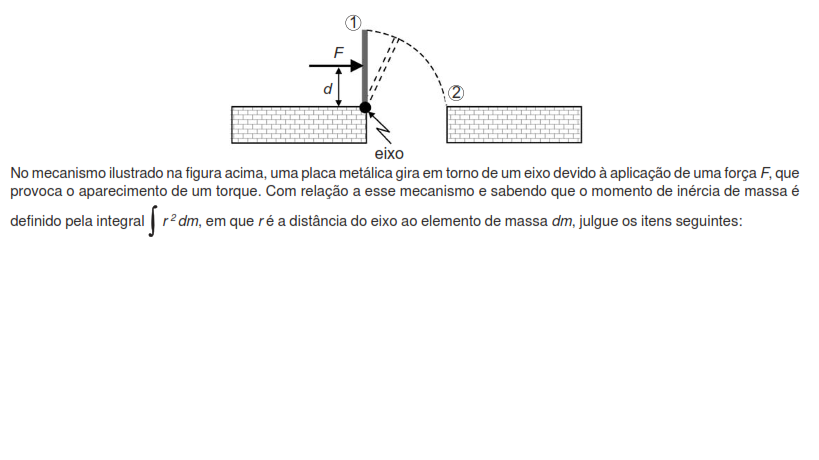 ①
F
d
②
eixo
No mecanismo ilustrado na figura acima, uma placa metálica gira em torno de um eixo devido à aplicação de uma força F, que
provoca o aparecimento de um torque. Com relação a esse mecanismo e sabendo que o momento de inércia de massa é
definido pela integral ∫ r² dm, em que r é a distância do eixo ao elemento de massa dm, julgue os itens seguintes: